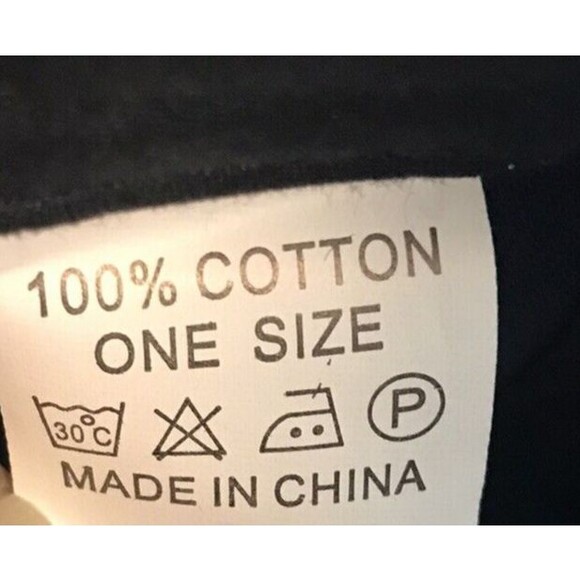 100% COTTON
ONE SIZE
30°C P
MADE IN CHINA